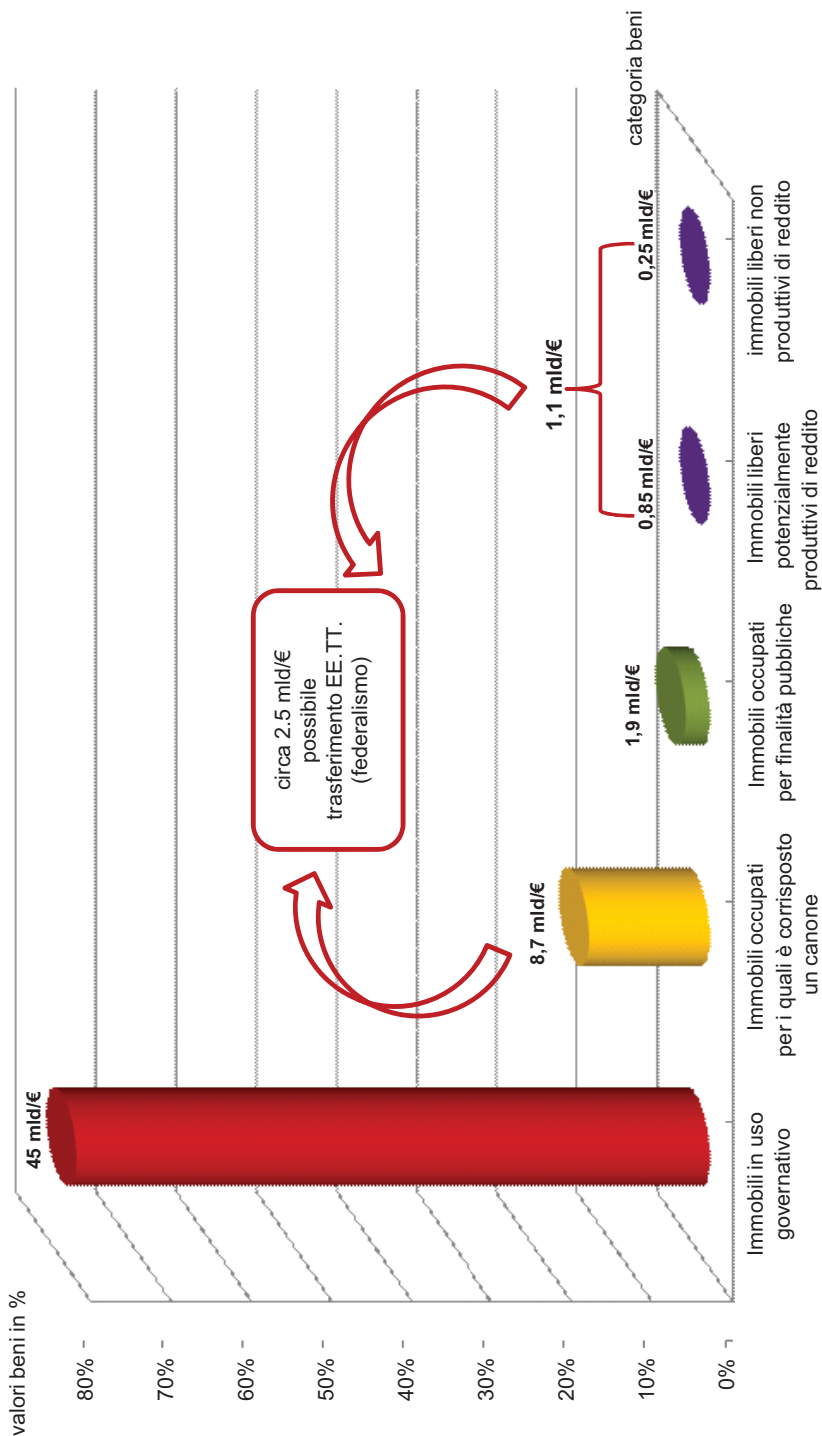 valori beni in %
80%
70%
60%
50%
40%
30%
20%
10%
0%
45 mld/€
8,7 mld/€
1,9 mld/€
circa 2.5 mld/€
possibile
trasferimento EE.TT.
(federalismo)
1,1 mld/€
0,85 mld/€
0,25 mld/€
categoria beni
Immobili in uso
governativo
Immobili occupati
per i quali è corrisposto
un canone
Immobili occupati
per finalità pubbliche
Immobili liberi
potenzialmente
produttivi di reddito
immobili liberi non
produttivi di reddito